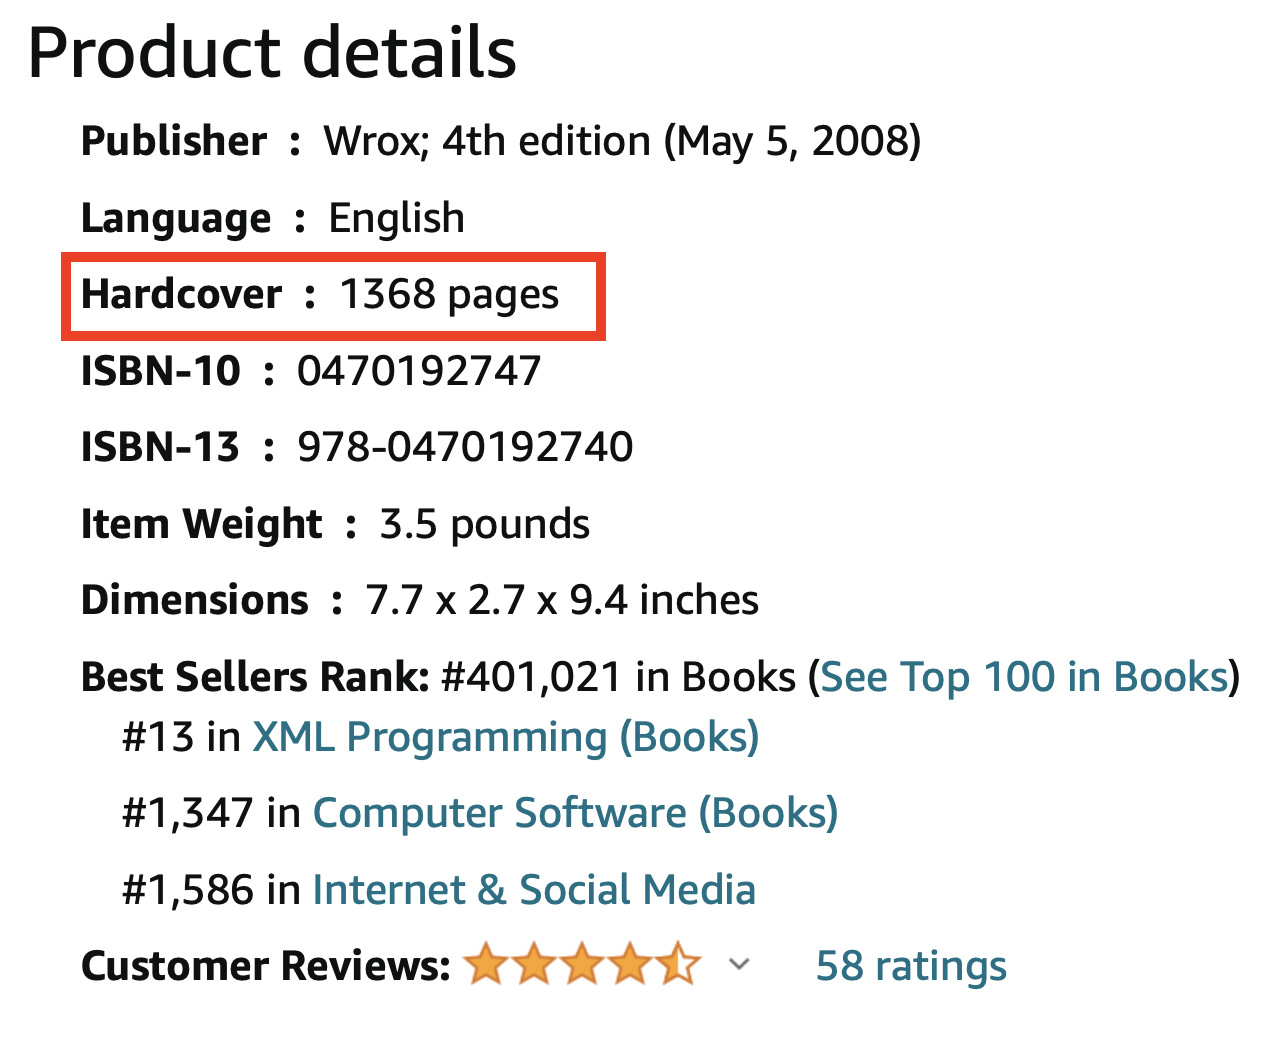 Product details
Publisher : Wrox; 4th edition (May 5, 2008)
Language : English
Hardcover : 1368 pages
ISBN-10 : 0470192747
ISBN-13 : 978-0470192740
Item Weight : 3.5 pounds
Dimensions : 7.7 x 2.7 x 9.4 inches
Best Sellers Rank: #401,021 in Books (See Top 100 in Books)
#13 in XML Programming (Books)
#1,347 in Computer Software (Books)
#1,586 in Internet & Social Media
Customer Reviews: 58 ratings